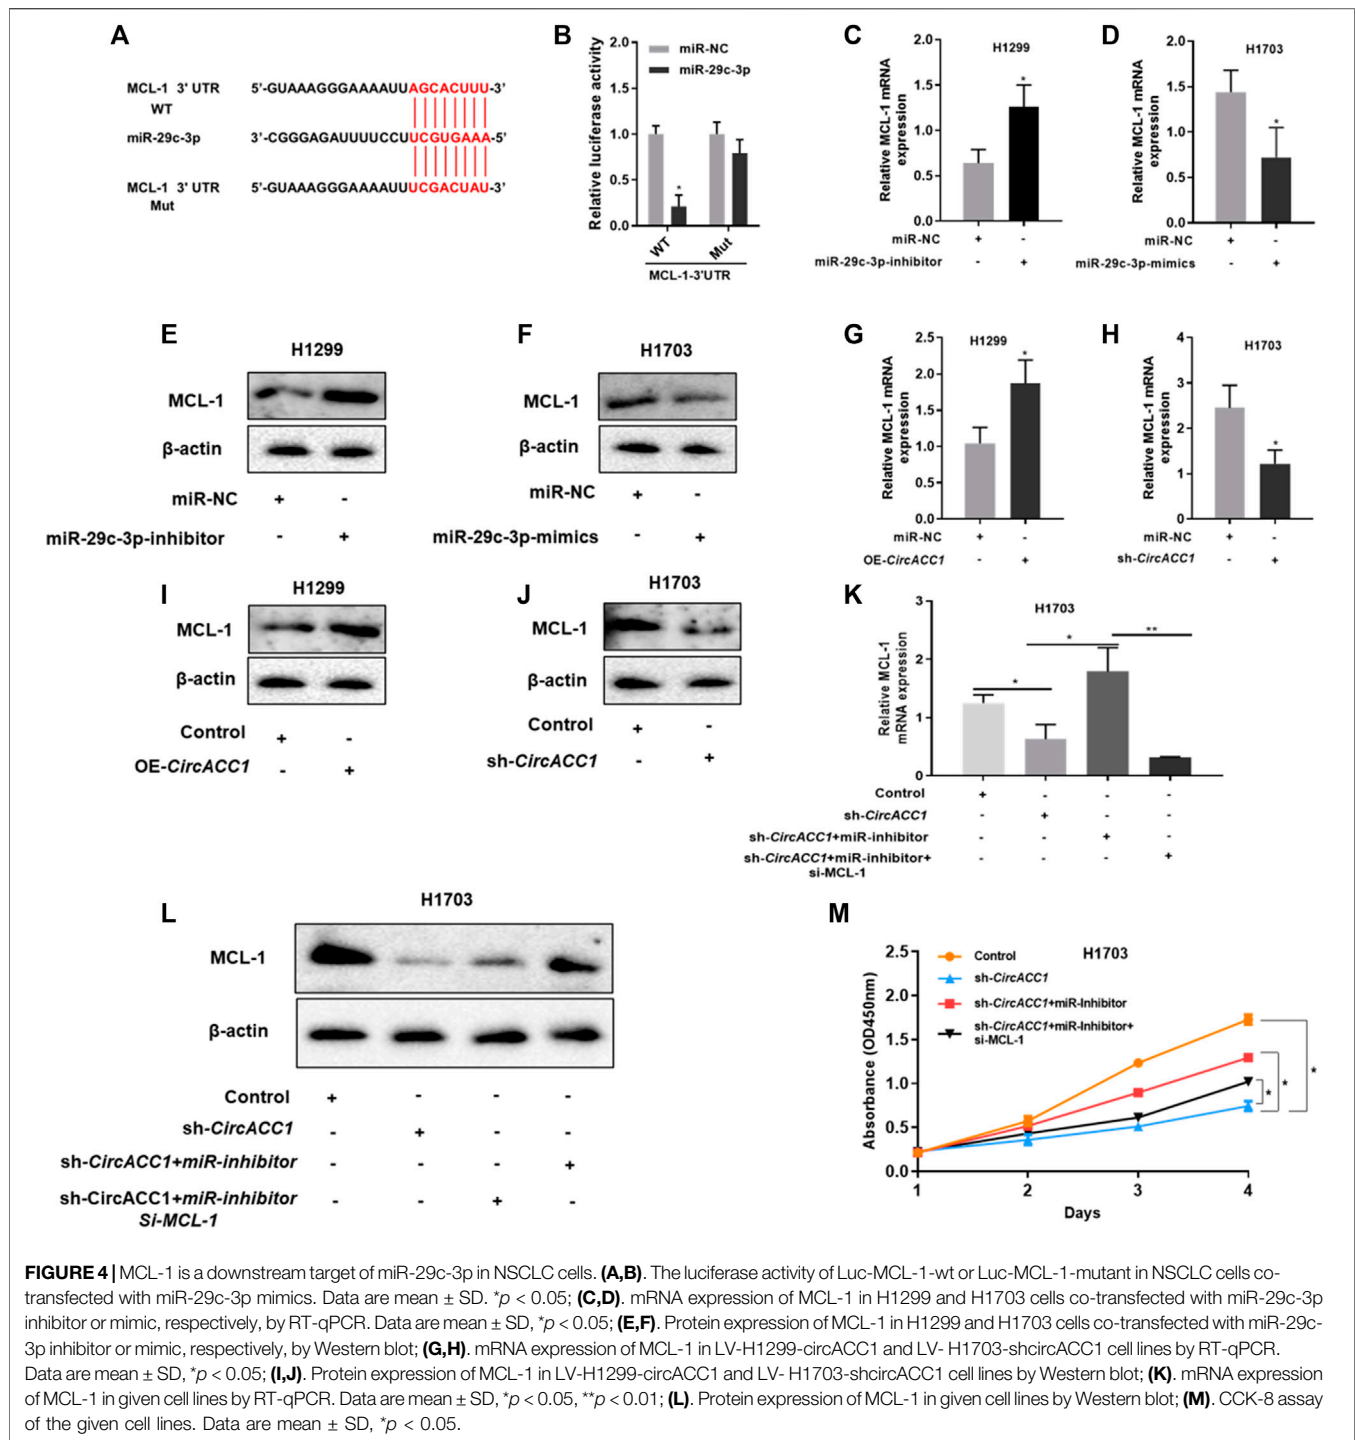 A
MCL-1 3' UTR 5'-GUAAAGGGAAAAUUAGCACUUU-3'
WT
miR-29c-3p 3'-CGGGAGAUUUUCCUUCGUGAAA-5'
MCL-1 3' UTR 5'-GUAAAGGGAAAAUUUCGACUAU-3'
Mut
B
miR-NC
miR-29c-3p
Relative luciferase activity
2.0
1.5
1.0
0.5
0.0
*
WT Mut
MCL-1-3'UTR
C
H1299
Relative MCL-1 mRNA
expression
2.0
1.5
1.0
0.5
0.0
*
miR-NC + -
miR-29c-3p-inhibitor - +
D
H1703
Relative MCL-1 mRNA
expression
2.0
1.5
1.0
0.5
0.0
*
miR-NC + -
miR-29c-3p-mimics - +
E
H1299
MCL-1
β-actin
miR-NC + -
miR-29c-3p-inhibitor - +
F
H1703
MCL-1
β-actin
miR-NC + -
miR-29c-3p-mimics - +
G
H1299
Relative MCL-1 mRNA
expression
2.5
2.0
1.5
1.0
0.5
0.0
*
miR-NC + -
OE-CircACC1 - +
H
H1703
Relative MCL-1 mRNA
expression
4
3
2
1
0
*
miR-NC + -
sh-CircACC1 - +
I
H1299
MCL-1
β-actin
Control + -
OE-CircACC1 - +
J
H1703
MCL-1
β-actin
Control + -
sh-CircACC1 - +
K
H1703
Relative MCL-1
mRNA expression
3
2
1
0
* * **
Control + - - -
sh-CircACC1 - + - -
sh-CircACC1+miR-inhibitor - - + -
sh-CircACC1+miR-inhibitor+ - - - +
si-MCL-1
L
H1703
MCL-1
β-actin
Control + - - -
sh-CircACC1 - + - -
sh-CircACC1+miR-inhibitor - - - +
sh-CircACC1+miR-inhibitor - - + -
Si-MCL-1
M
H1703
Control
sh-CircACC1
sh-CircACC1+miR-Inhibitor
sh-CircACC1+miR-Inhibitor+
si-MCL-1
Absorbance (OD450nm)
2.5
2.0
1.5
1.0
0.5
0.0
* * *
1 2 3 4
Days
FIGURE 4 | MCL-1 is a downstream target of miR-29c-3p in NSCLC cells. (A,B). The luciferase activity of Luc-MCL-1-wt or Luc-MCL-1-mutant in NSCLC cells co-
transfected with miR-29c-3p mimics. Data are mean ± SD. *p < 0.05; (C,D). mRNA expression of MCL-1 in H1299 and H1703 cells co-transfected with miR-29c-3p
inhibitor or mimic, respectively, by RT-qPCR. Data are mean ± SD, *p < 0.05; (E,F). Protein expression of MCL-1 in H1299 and H1703 cells co-transfected with miR-29c-
3p inhibitor or mimic, respectively, by Western blot; (G,H). mRNA expression of MCL-1 in LV-H1299-circACC1 and LV- H1703-shcircACC1 cell lines by RT-qPCR.
Data are mean ± SD, *p < 0.05; (I,J). Protein expression of MCL-1 in LV-H1299-circACC1 and LV- H1703-shcircACC1 cell lines by Western blot; (K). mRNA expression
of MCL-1 in given cell lines by RT-qPCR. Data are mean ± SD, *p < 0.05, **p < 0.01; (L). Protein expression of MCL-1 in given cell lines by Western blot; (M). CCK-8 assay
of the given cell lines. Data are mean ± SD, *p < 0.05.